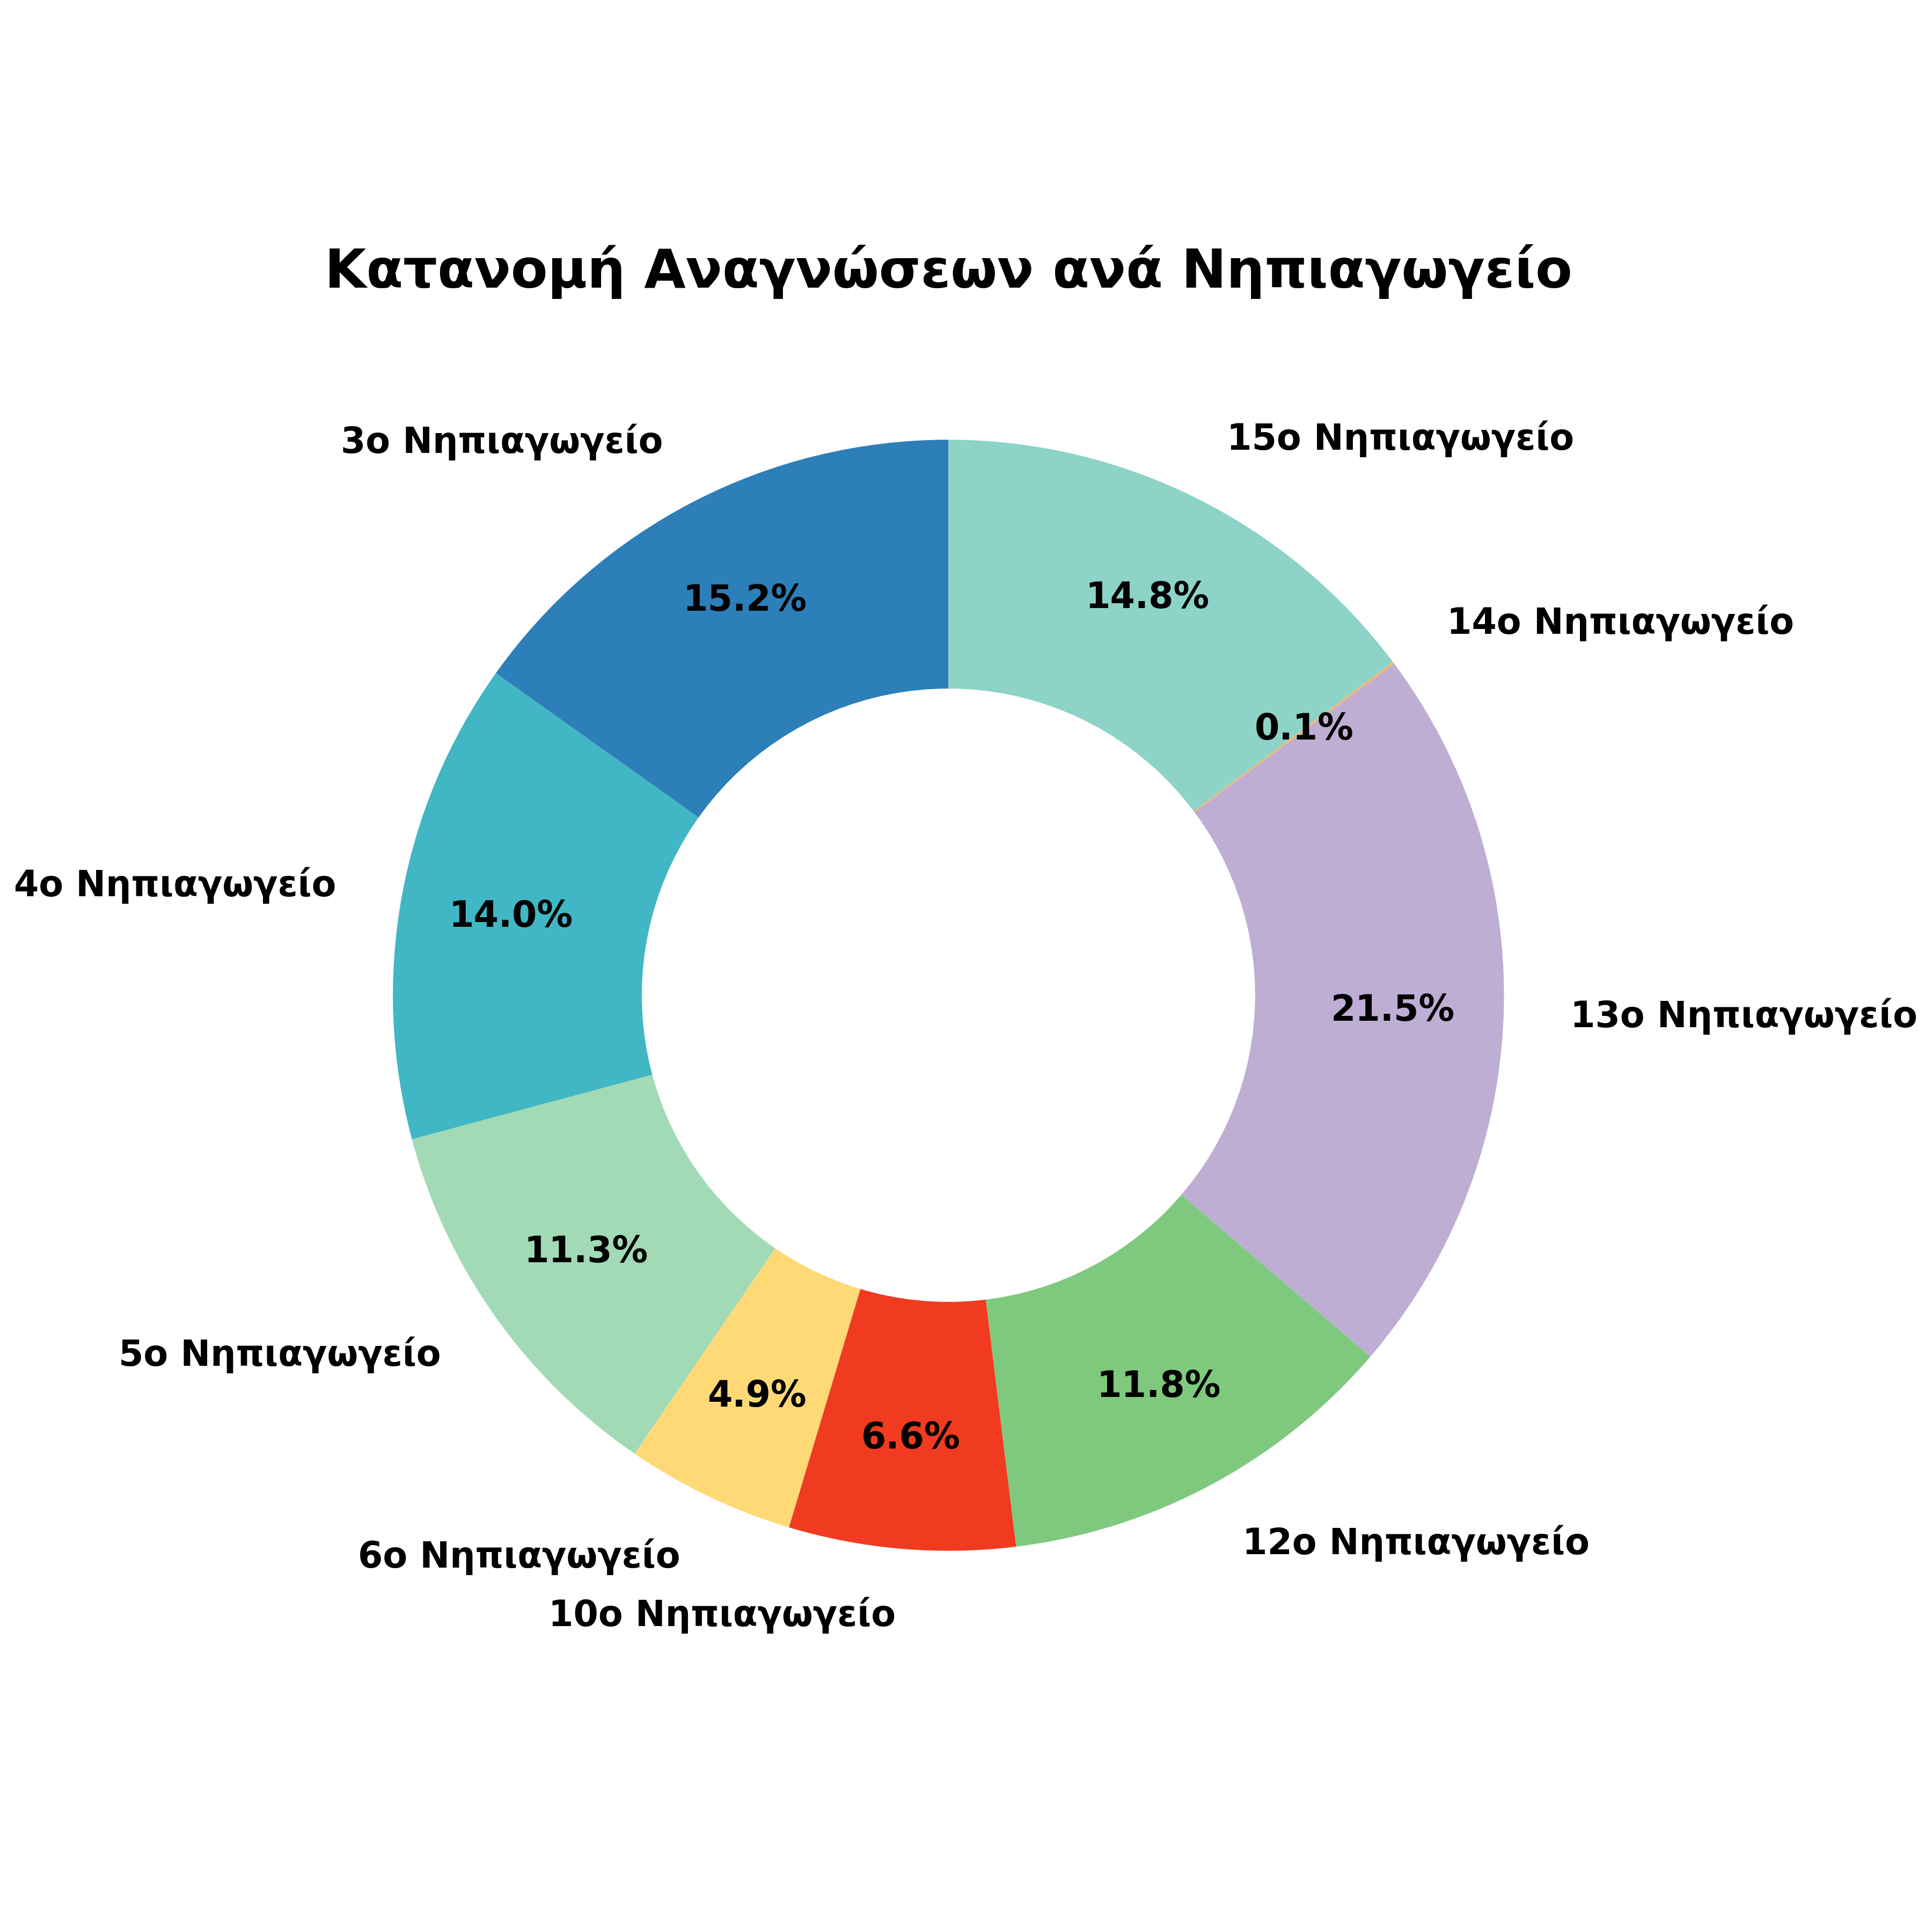 Κατανομή Αναγνώσεων ανά Νηπιαγωγείο
3ο Νηπιαγωγείο
15ο Νηπιαγωγείο
15.2%
14.8%
14ο Νηπιαγωγείο
0.1%
4ο Νηπιαγωγείο
14.0%
21.5%
13ο Νηπιαγωγείο
11.3%
5ο Νηπιαγωγείο
4.9%
11.8%
6.6%
6ο Νηπιαγωγείο
12ο Νηπιαγωγείο
10ο Νηπιαγωγείο